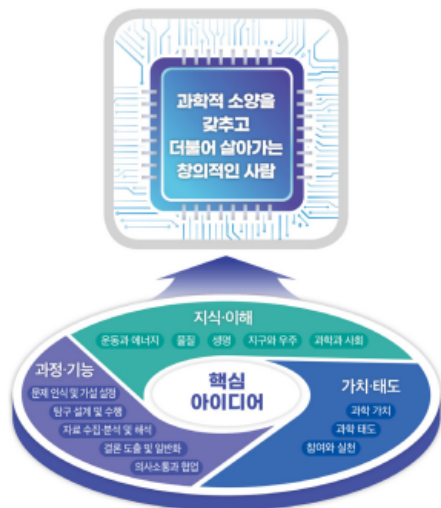 과학적 소양을
갖추고
더불어 살아가는
창의적인 사람
지식·이해
운동과 에너지 물질 생명 지구와 우주 과학과 사회
과정·기능
문제 인식 및 가설 설정
탐구 설계 및 수행
자료 수집·분석 및 해석
결론 도출 및 일반화
의사소통과 협업
핵심
아이디어
가치·태도
과학 가치
과학 태도
참여와 실천